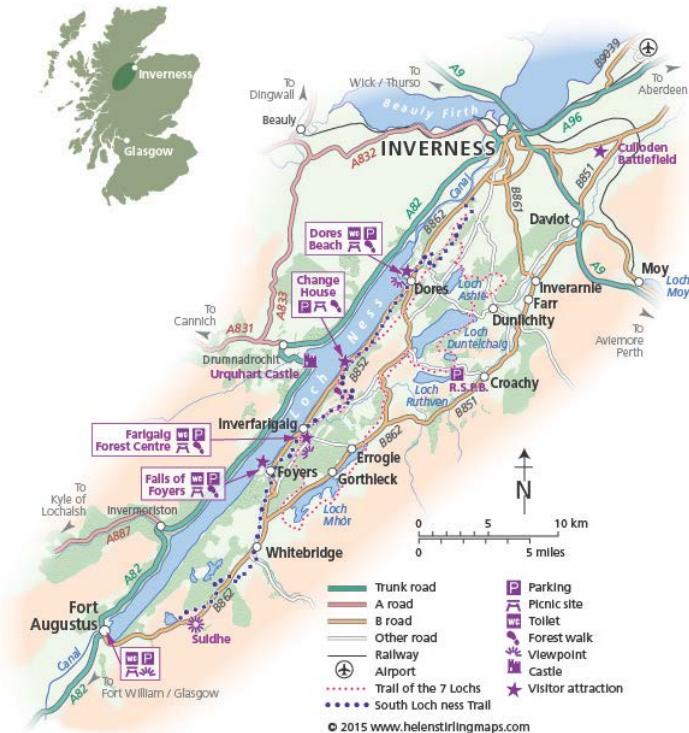 Inverness
Glasgow
To
Wick / Thurso
A9
B9039
To
Aberdeen
To
Dingwall
Beauly Firth
A96
Beauly
INVERNESS
Culloden
Battlefield
A832
Canal
A82
B862
B861
B851
Daviot
Dores
Beach
WC
P
Dores
Loch
Ashie
A9
Moy
Loch
Moy
Inverarnie
Farr
Change
House
P
Loch Ness
Dunlichity
To
Cannich
A831
A833
Loch
Duntelchaig
To
Aviemore
Perth
Drumnadrochit
Urquhart Castle
B852
P
R.S.P.B.
Croachy
Loch
Ruthven
B851
Inverfarigaig
B862
Farigaig
Forest Centre
WC
P
Errogie
Falls of
Foyers
WC
P
Foyers
Gorthleck
N
To
Kyle of
Lochalsh
Invermoriston
Loch
Mhòr
0 5 10 km
0 5 miles
A887
Whitebridge
A82
B862
Fort
Augustus
Suidhe
WC
P
Canal
A82
To
Fort William / Glasgow
Trunk road
A road
B road
Other road
Railway
Airport
Trail of the 7 Lochs
South Loch ness Trail
P Parking
Picnic site
WC Toilet
Forest walk
Viewpoint
Castle
Visitor attraction
© 2015 www.helenstirlingmaps.com